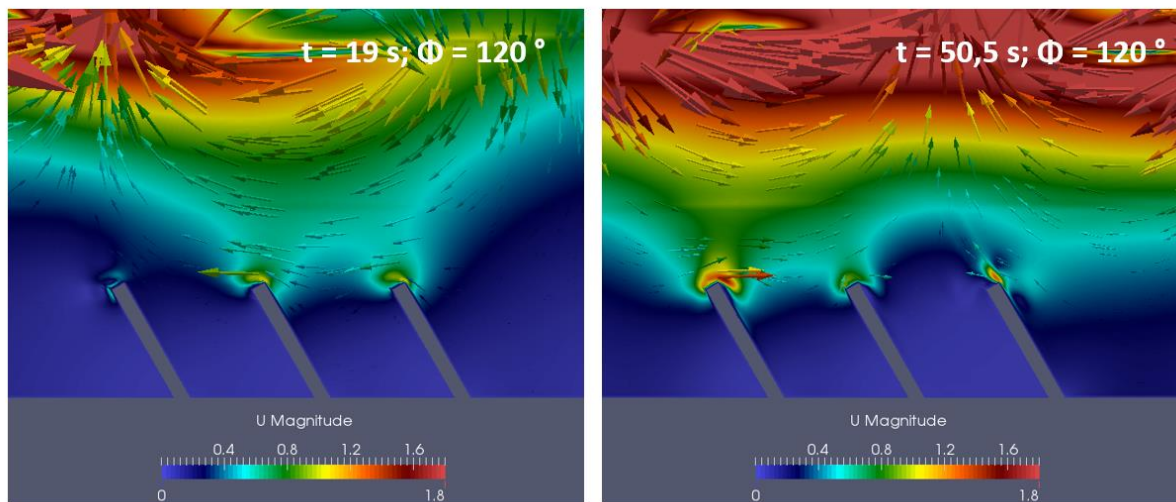 t = 19 s; Φ = 120 °
U Magnitude
0.4 0.8 1.2 1.6
0 1.8
t = 50,5 s; Φ = 120 °
U Magnitude
0.4 0.8 1.2 1.6
0 1.8